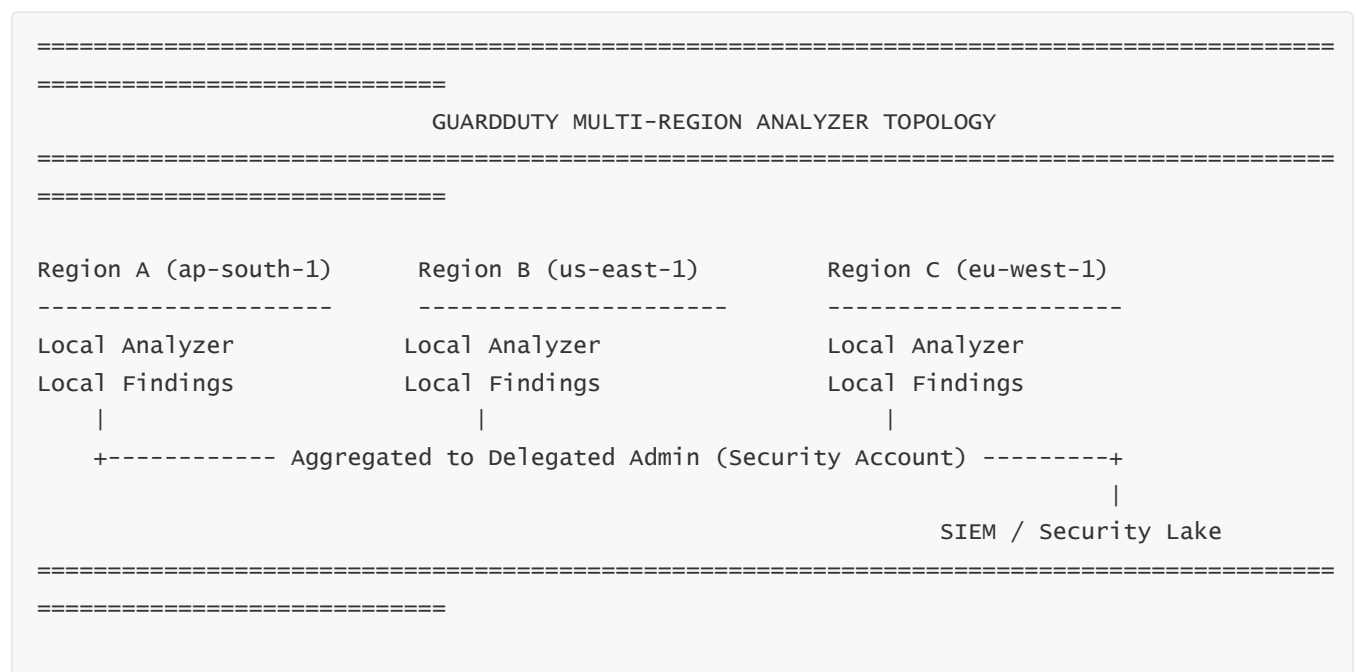 ============================================================================================
=============================
GUARDDUTY MULTI-REGION ANALYZER TOPOLOGY
============================================================================================
=============================
Region A (ap-south-1)      Region B (us-east-1)         Region C (eu-west-1)
---------------------      ----------------------       ---------------------
Local Analyzer            Local Analyzer                Local Analyzer
Local Findings            Local Findings                Local Findings
    |                          |                            |
    +------------ Aggregated to Delegated Admin (Security Account) ---------+
                                                                            |
                                                                SIEM / Security Lake
============================================================================================
=============================